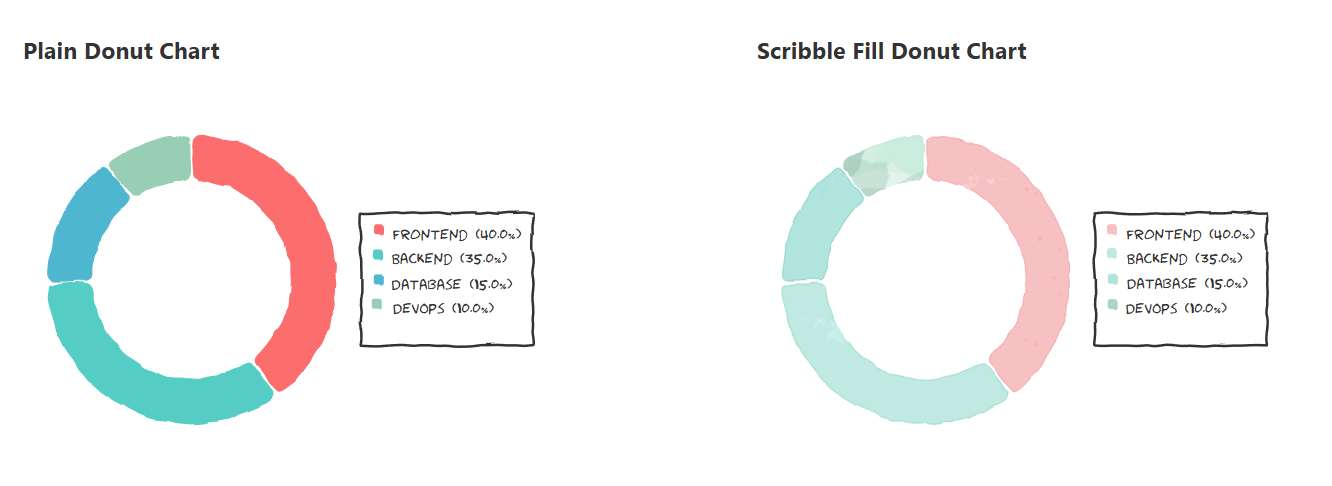 Plain Donut Chart
FRONTEND (40.0%)
BACKEND (35.0%)
DATABASE (15.0%)
DEVOPS (10.0%)
Scribble Fill Donut Chart
FRONTEND (40.0%)
BACKEND (35.0%)
DATABASE (15.0%)
DEVOPS (10.0%)